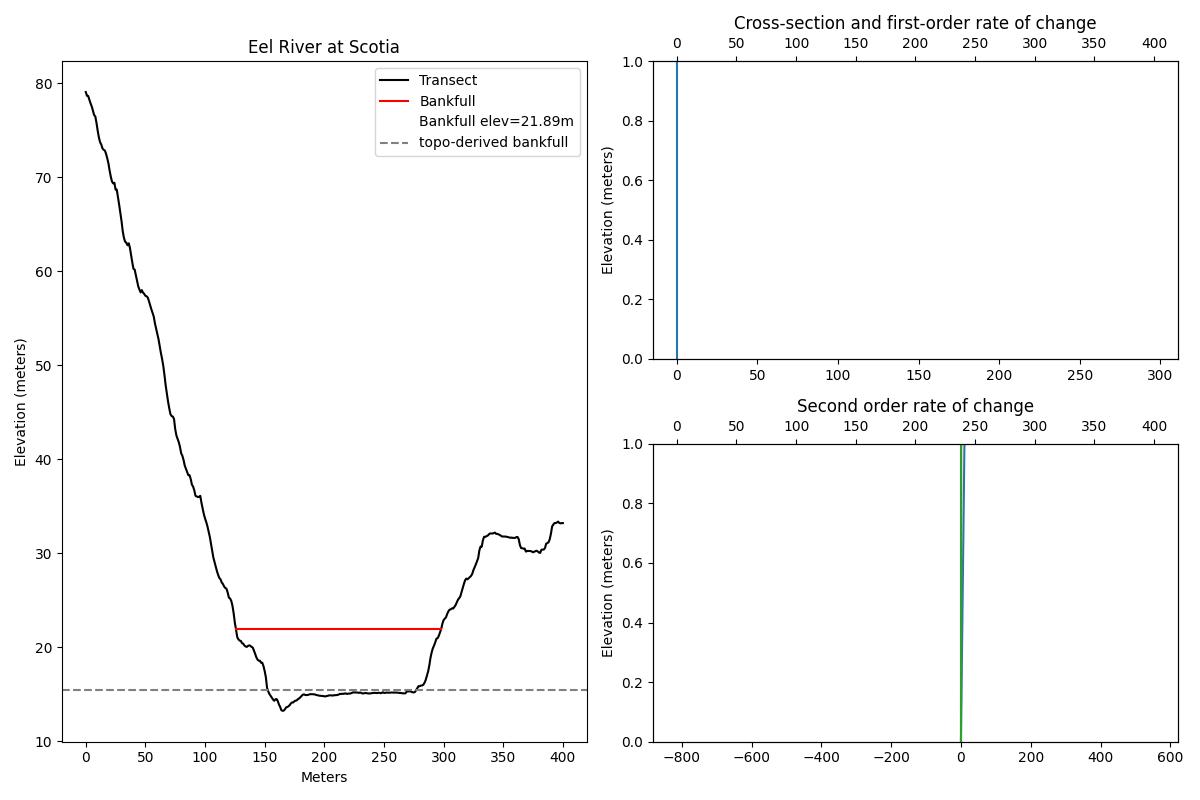 Eel River at Scotia
Transect
Bankfull
Bankfull elev=21.89m
topo-derived bankfull
Elevation (meters)
80
70
60
50
40
30
20
10
0 50 100 150 200 250 300 350 400
Meters
Cross-section and first-order rate of change
0 50 100 150 200 250 300 350 400
Elevation (meters)
1.0
0.8
0.6
0.4
0.2
0.0
0 50 100 150 200 250 300
Second order rate of change
0 50 100 150 200 250 300 350 400
Elevation (meters)
1.0
0.8
0.6
0.4
0.2
0.0
−800 −600 −400 −200 0 200 400 600